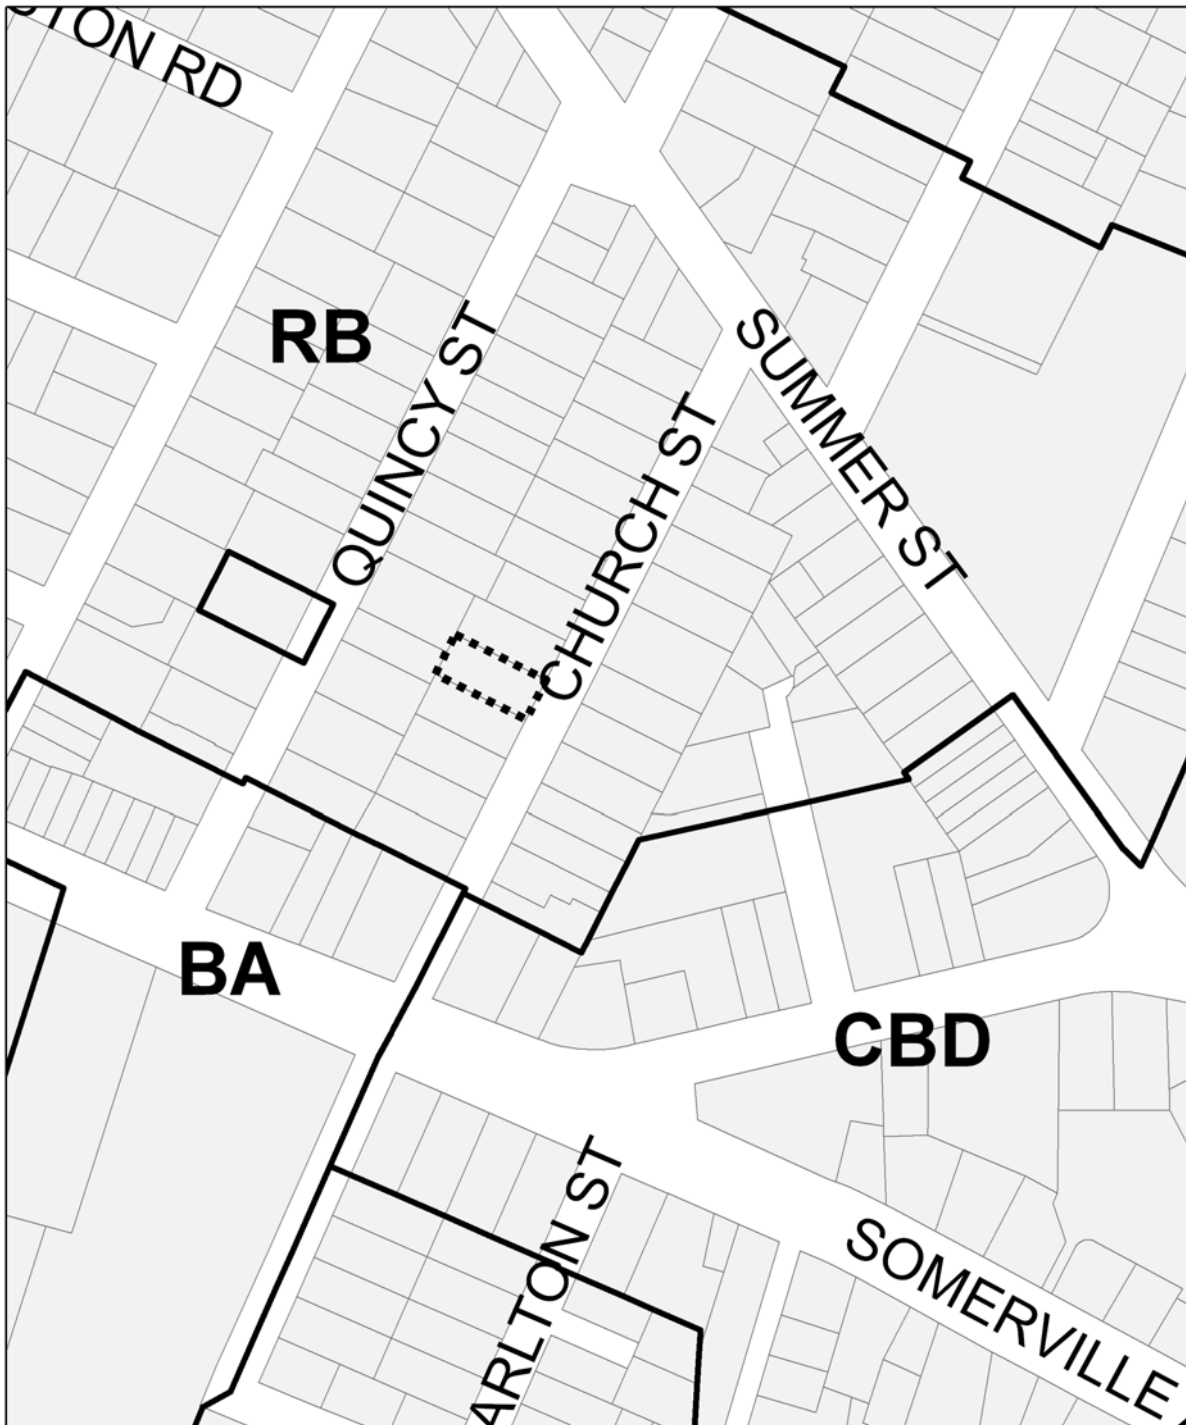 TON RD
RB
QUINCY ST
CHURCH ST
SUMMER ST
BA
CBD
ARLTON ST
SOMERVILLE